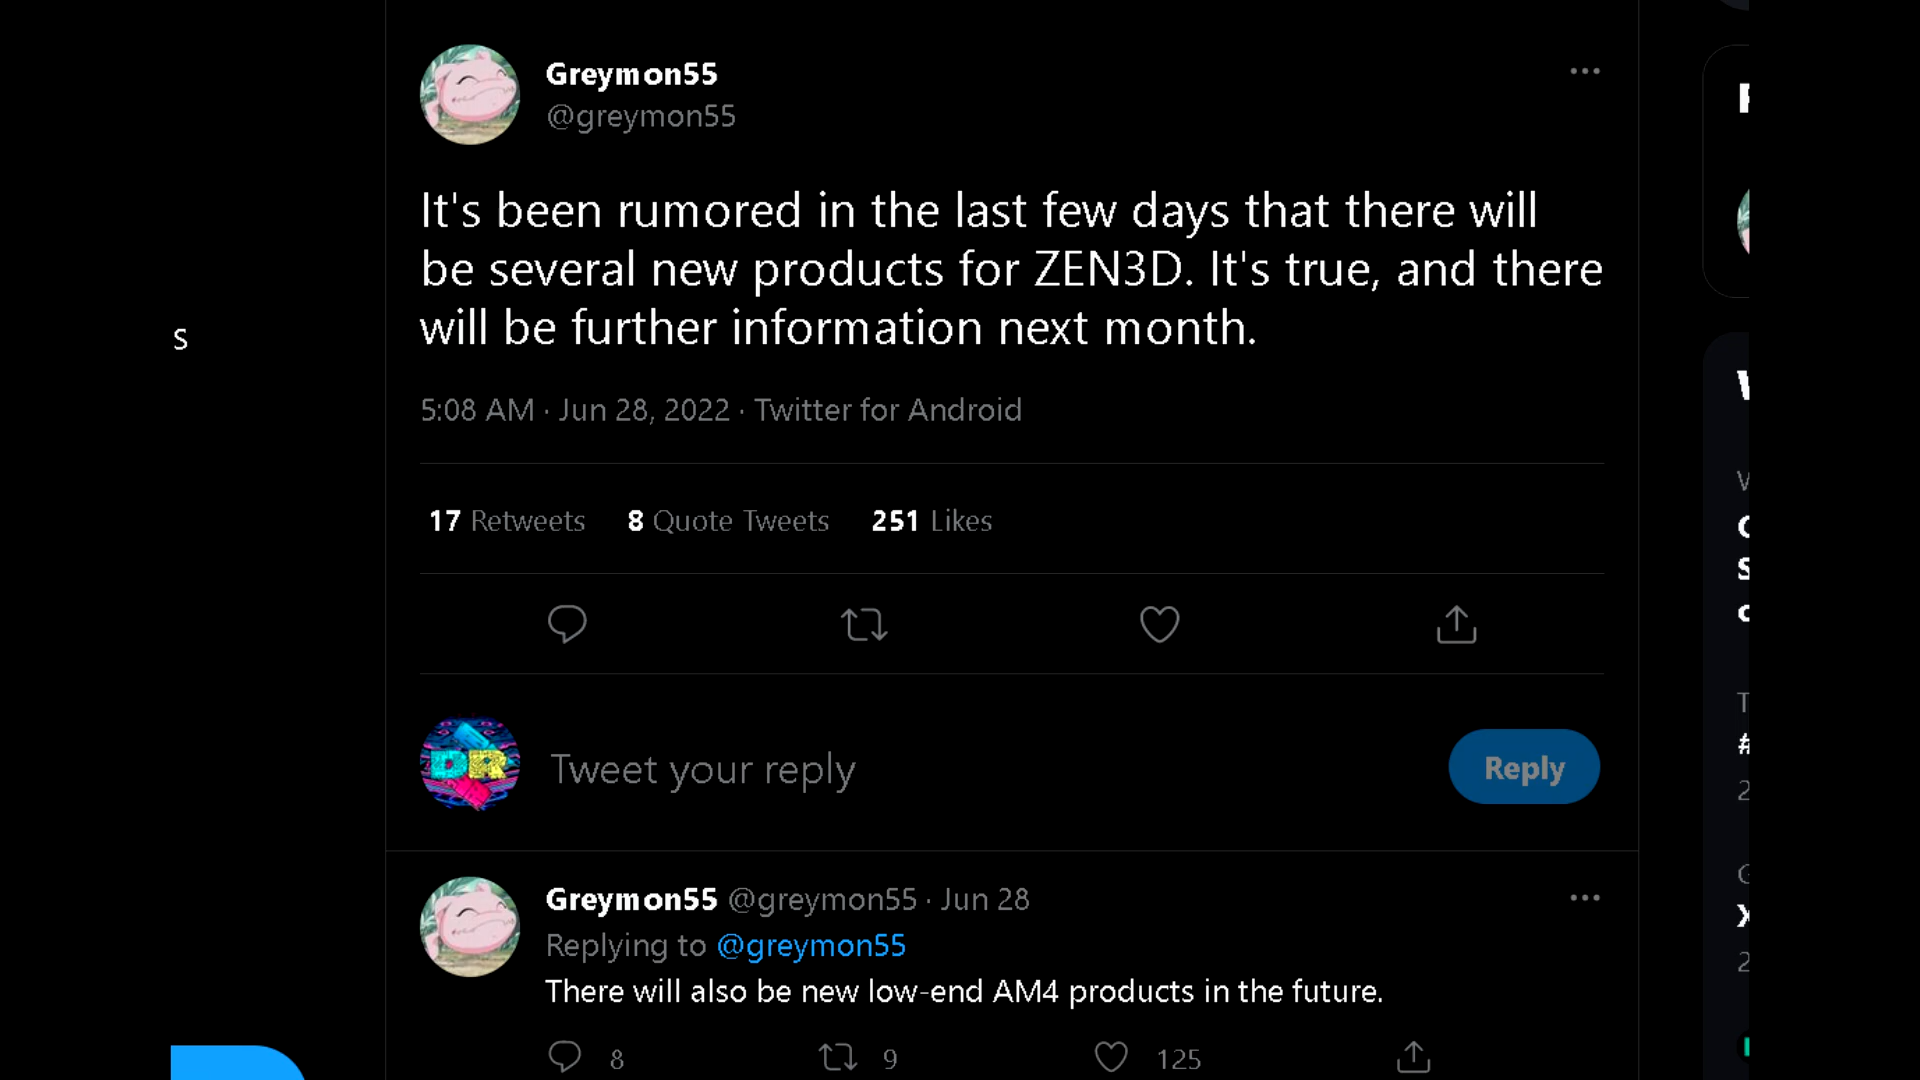 Greymon55
@greymon55
It's been rumored in the last few days that there will
be several new products for ZEN3D. It's true, and there
will be further information next month.
s
5:08 AM · Jun 28, 2022 · Twitter for Android
17 Retweets 8 Quote Tweets 251 Likes
DR
Tweet your reply
Reply
Greymon55 @greymon55 · Jun 28
Replying to @greymon55
There will also be new low-end AM4 products in the future.
8 9 125